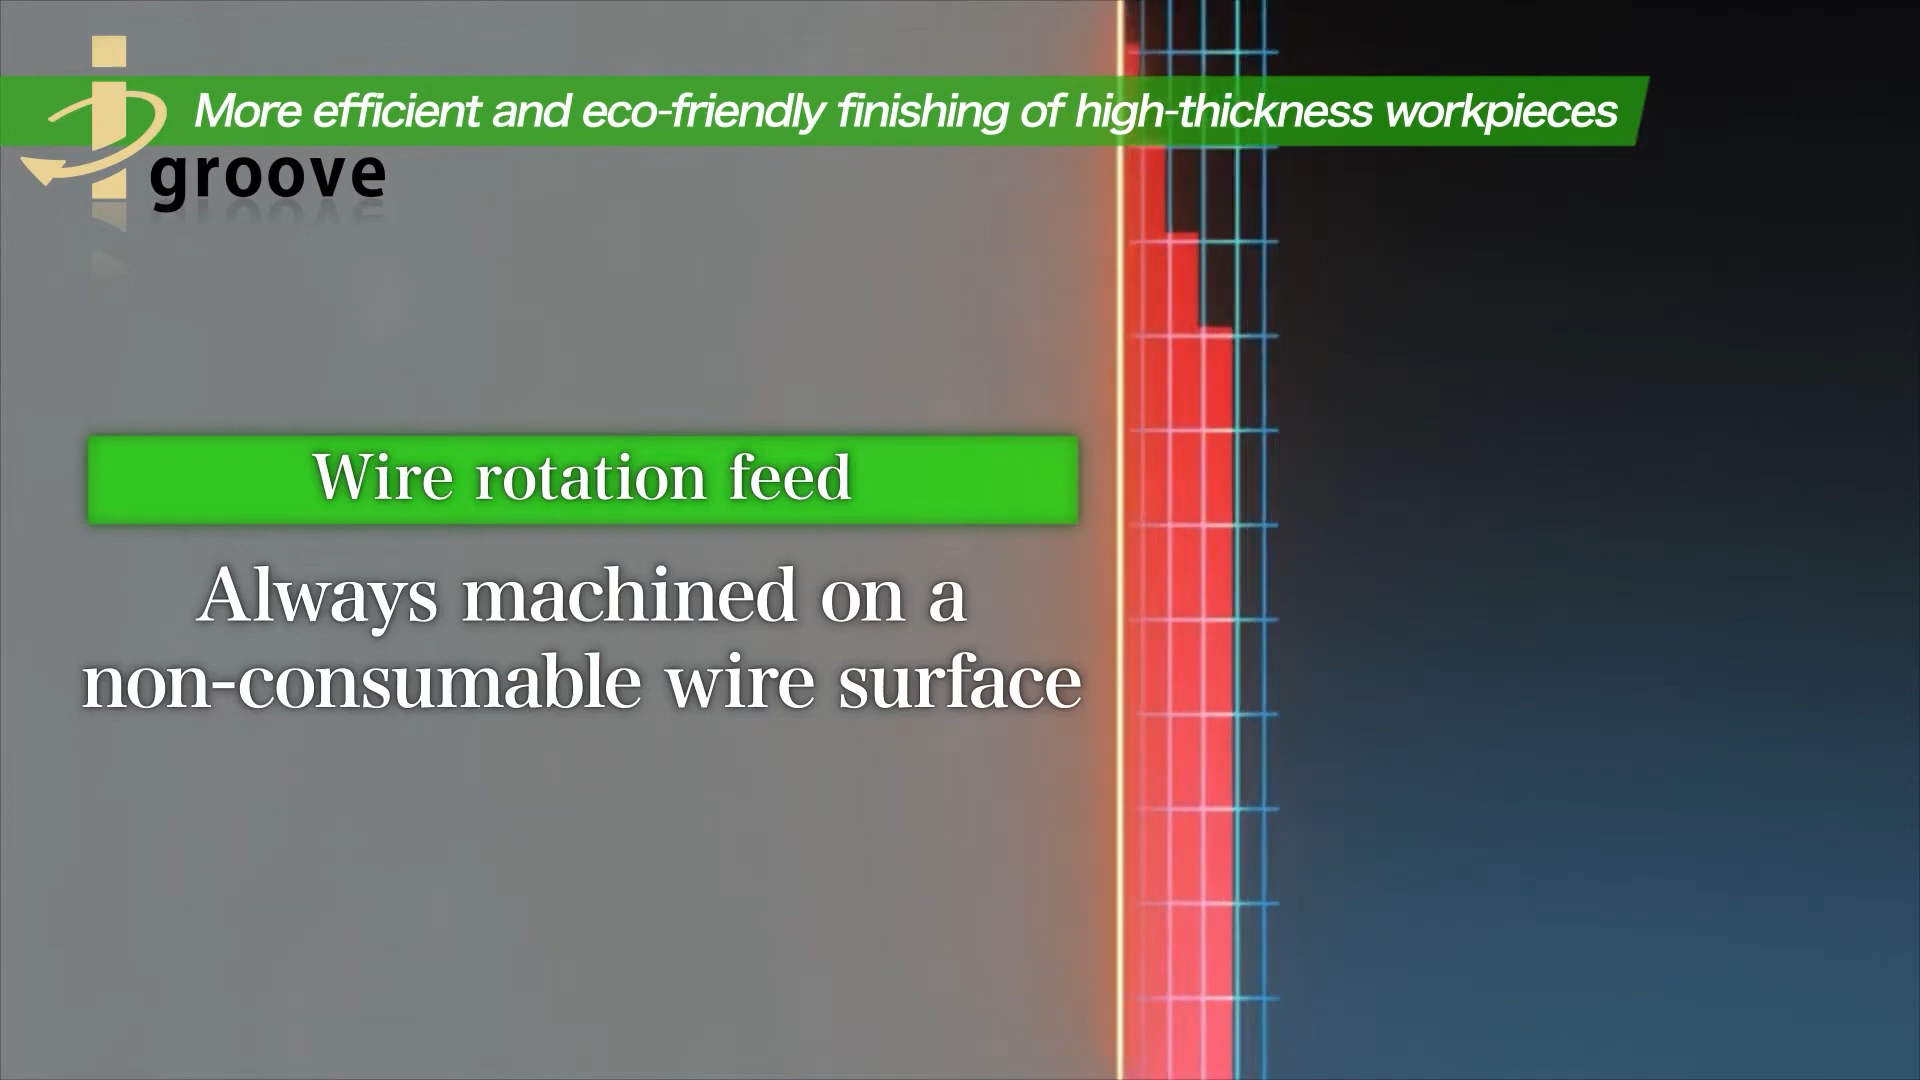 More efficient and eco-friendly finishing of high-thickness workpieces
i groove
Wire rotation feed
Always machined on a
non-consumable wire surface